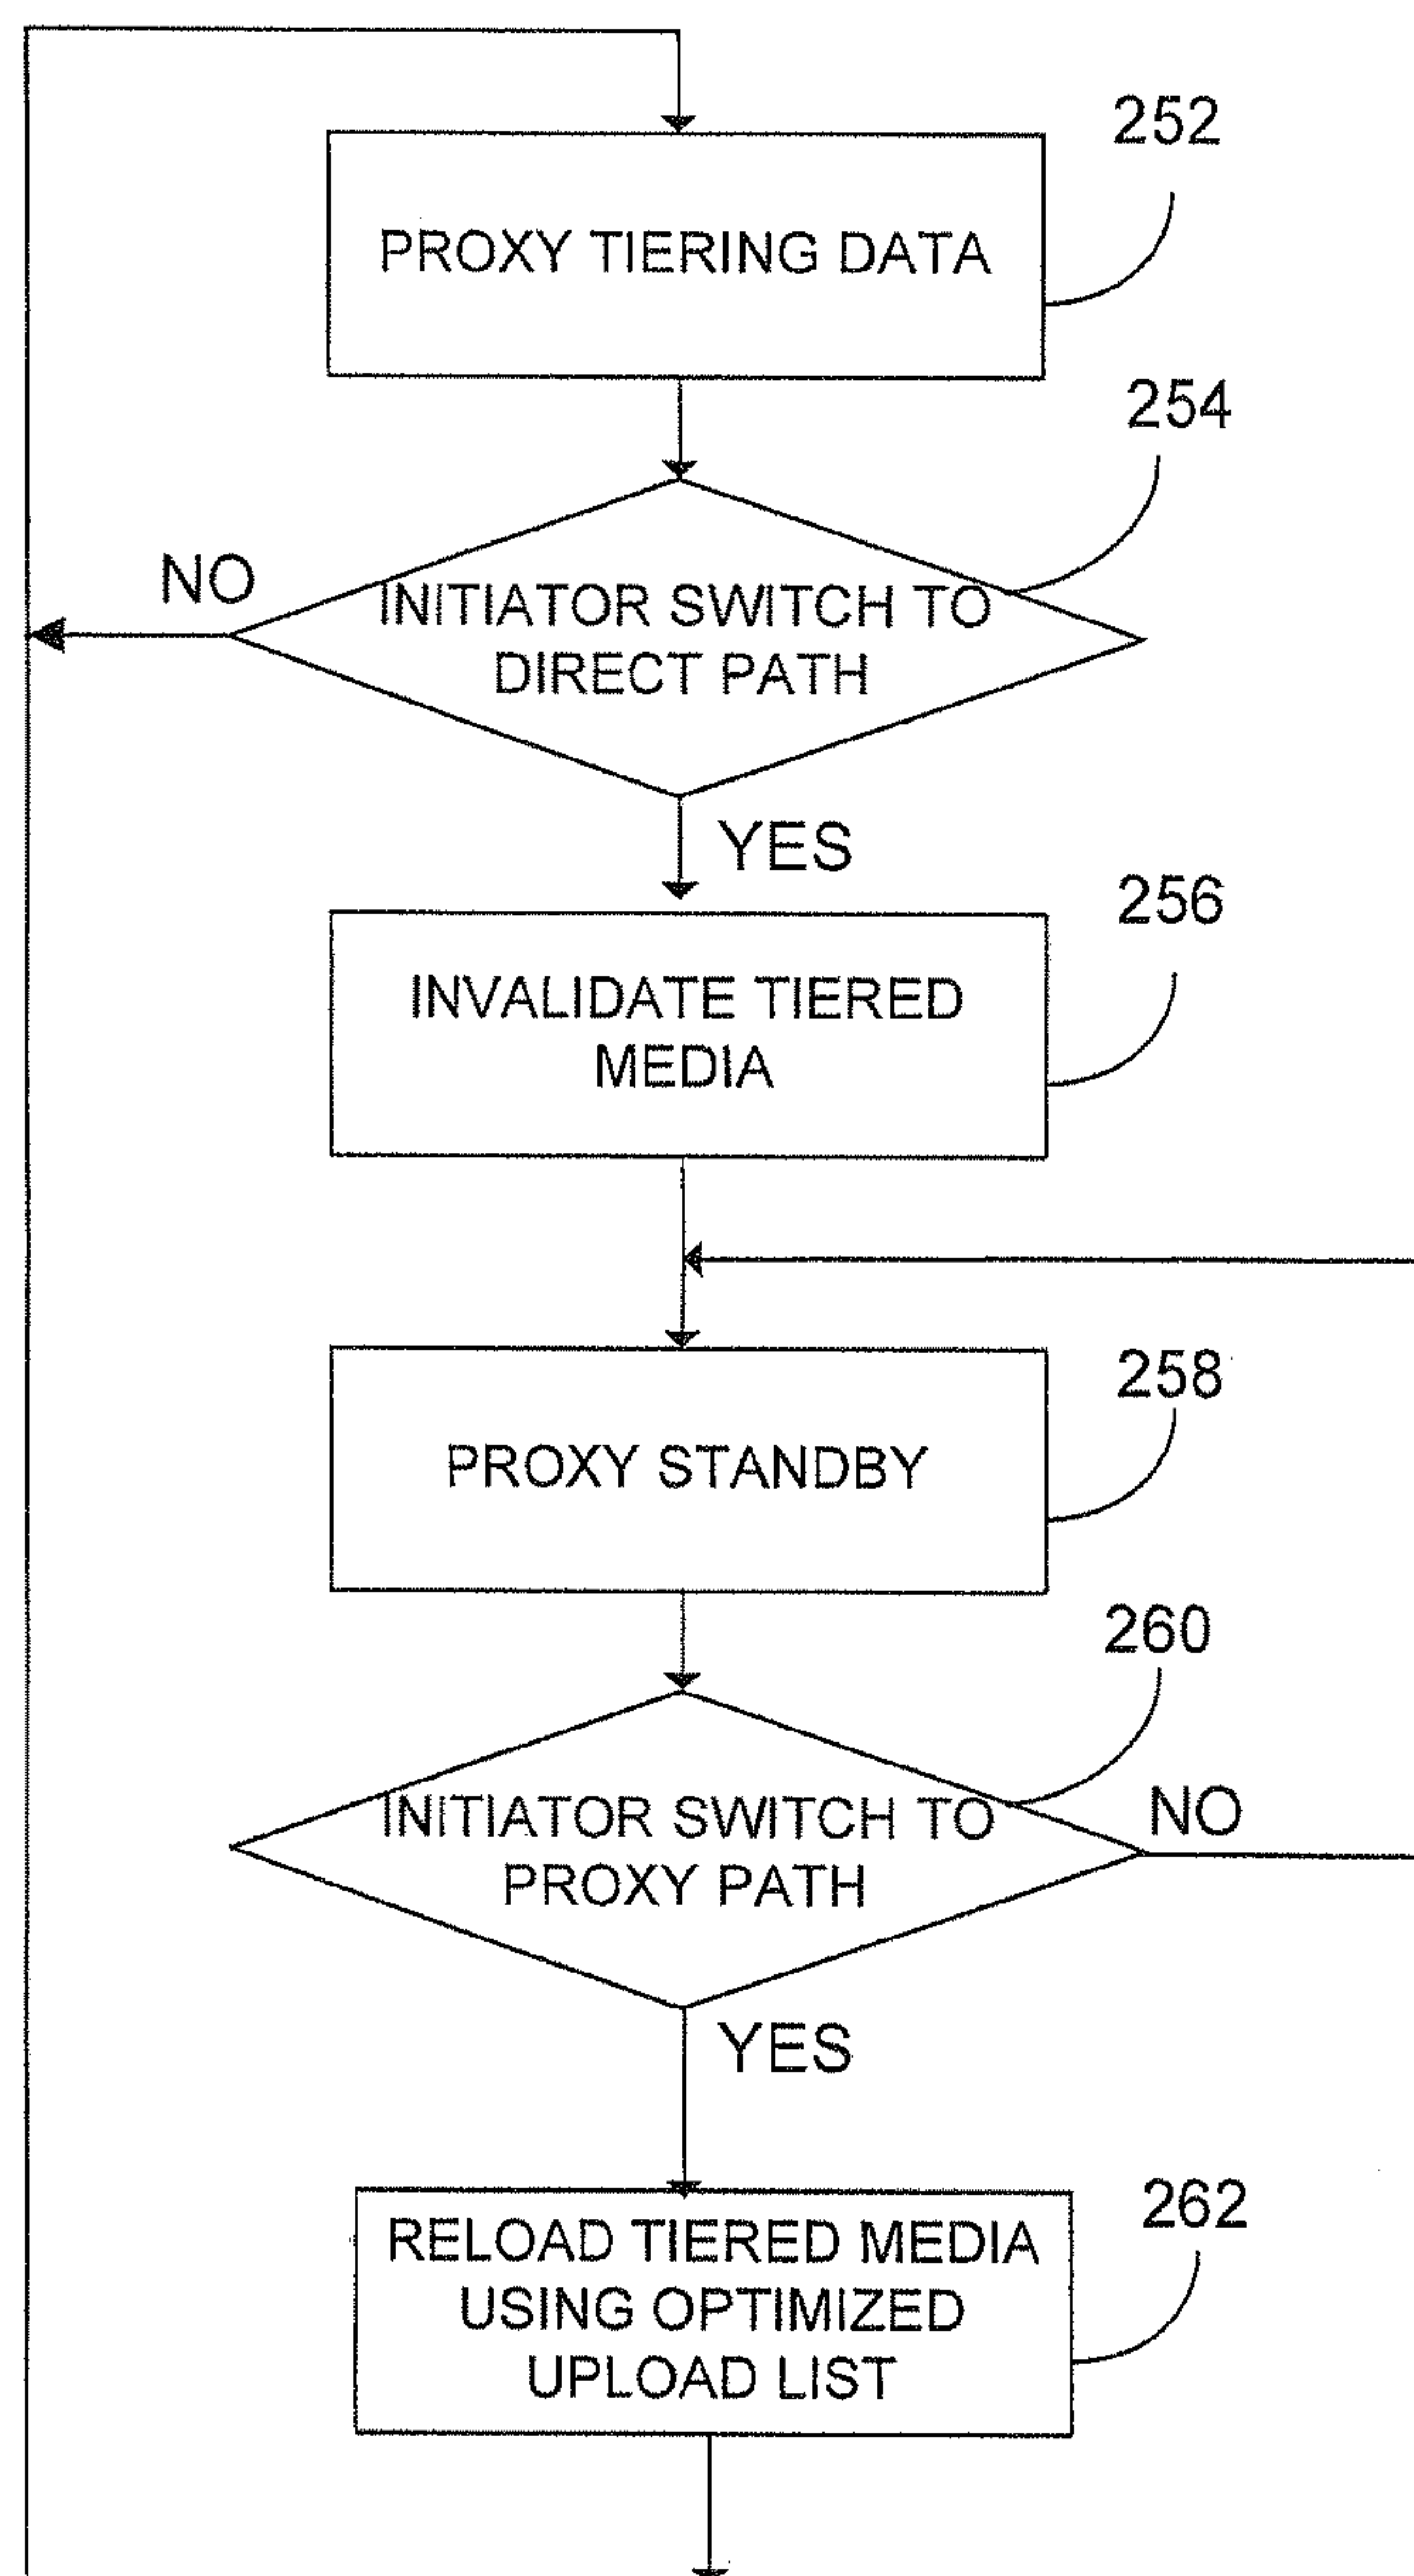 252
PROXY TIERING DATA
254
NO
INITIATOR SWITCH TO
DIRECT PATH
YES
256
INVALIDATE TIERED
MEDIA
258
PROXY STANDBY
260
INITIATOR SWITCH TO
PROXY PATH
NO
YES
262
RELOAD TIERED MEDIA
USING OPTIMIZED
UPLOAD LIST